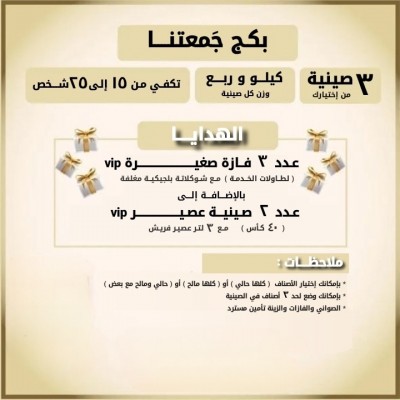 بكج جَمعتنا
٣ صينية
من إختيارك
كيلو و ربع
وزن كل صينية
تكفي من ١٥ إلى ٢٥ شخص
الهدايا
عدد ٣ فازة صغيرة vip
( لطاولات الخدمة ) مع شوكلاتة بلجيكية مغلفة
بالإضافة إلى
عدد ٢ صينية عصير vip
( ٤٠ كأس ) مع ٣ لتر عصير فريش
ملاحظات :
* بإمكانك إختيار الأصناف ( كلها حالي ) أو ( كلها مالح ) أو ( حالي ومالح مع بعض )
* بإمكانك وضع لحد ٣ أصناف في الصينية
* الصواني والفازات والزينة تأمين مسترد